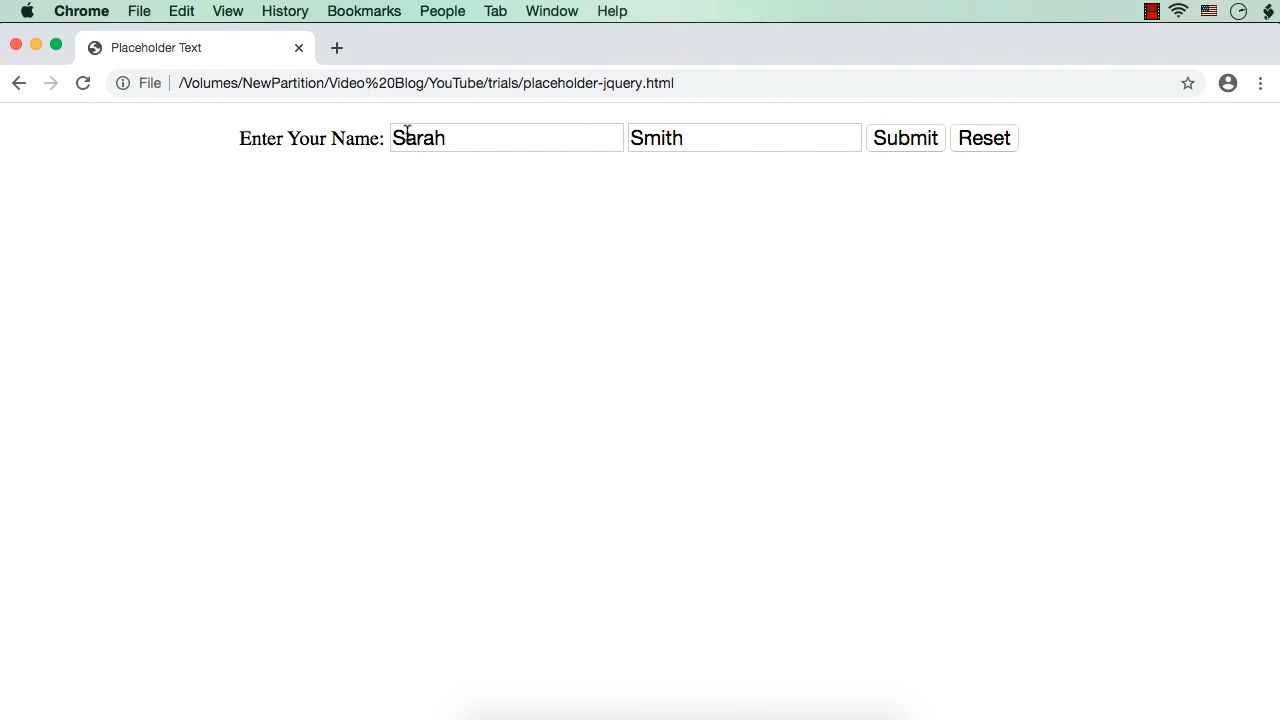 Chrome File Edit View History Bookmarks People Tab Window Help
Placeholder Text
File /Volumes/NewPartition/Video%20Blog/YouTube/trials/placeholder-jquery.html
Enter Your Name: Sarah Smith Submit Reset